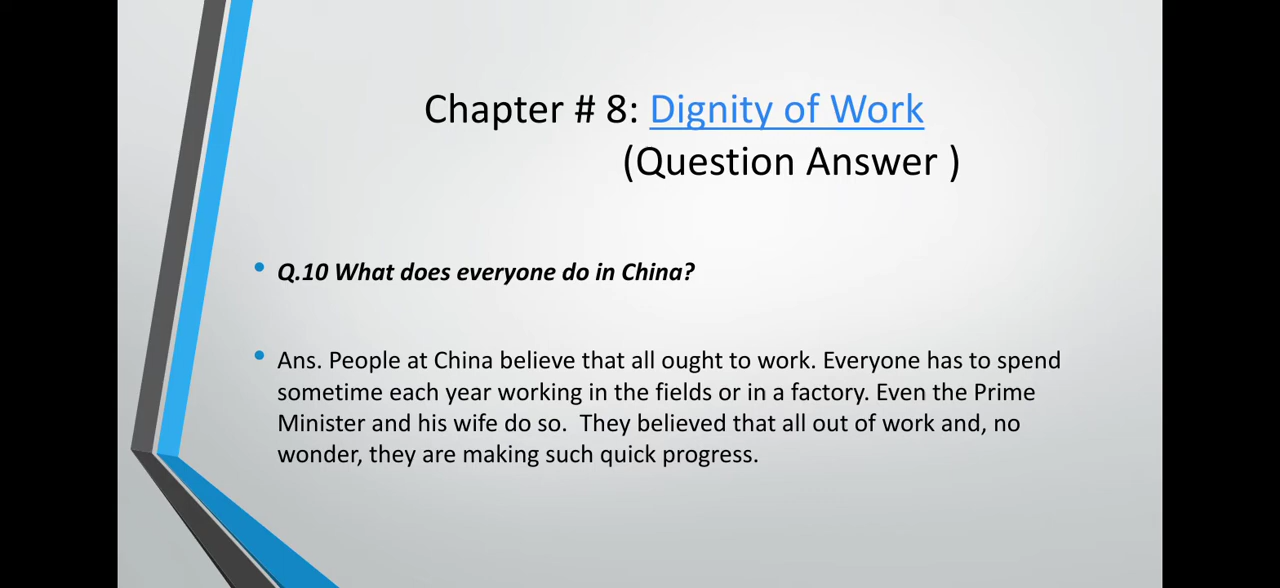 Chapter # 8: Dignity of Work
(Question Answer )
Q.10 What does everyone do in China?
Ans. People at China believe that all ought to work. Everyone has to spend
sometime each year working in the fields or in a factory. Even the Prime
Minister and his wife do so.  They believed that all out of work and, no
wonder, they are making such quick progress.